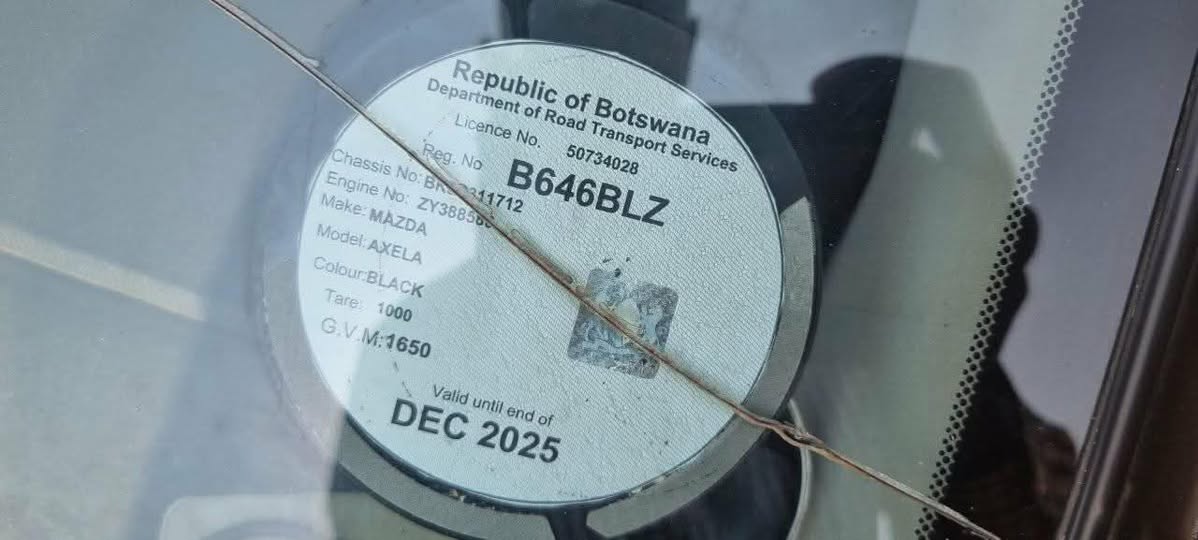 Republic of Botswana
Department of Road Transport Services
Licence No. 50734028
Reg. No B646BLZ
Chassis No:
Engine No:
Make: MAZDA
Model: AXELA
Colour:BLACK
Tare: 1000
G.V.M:1650
Valid until end of
DEC 2025